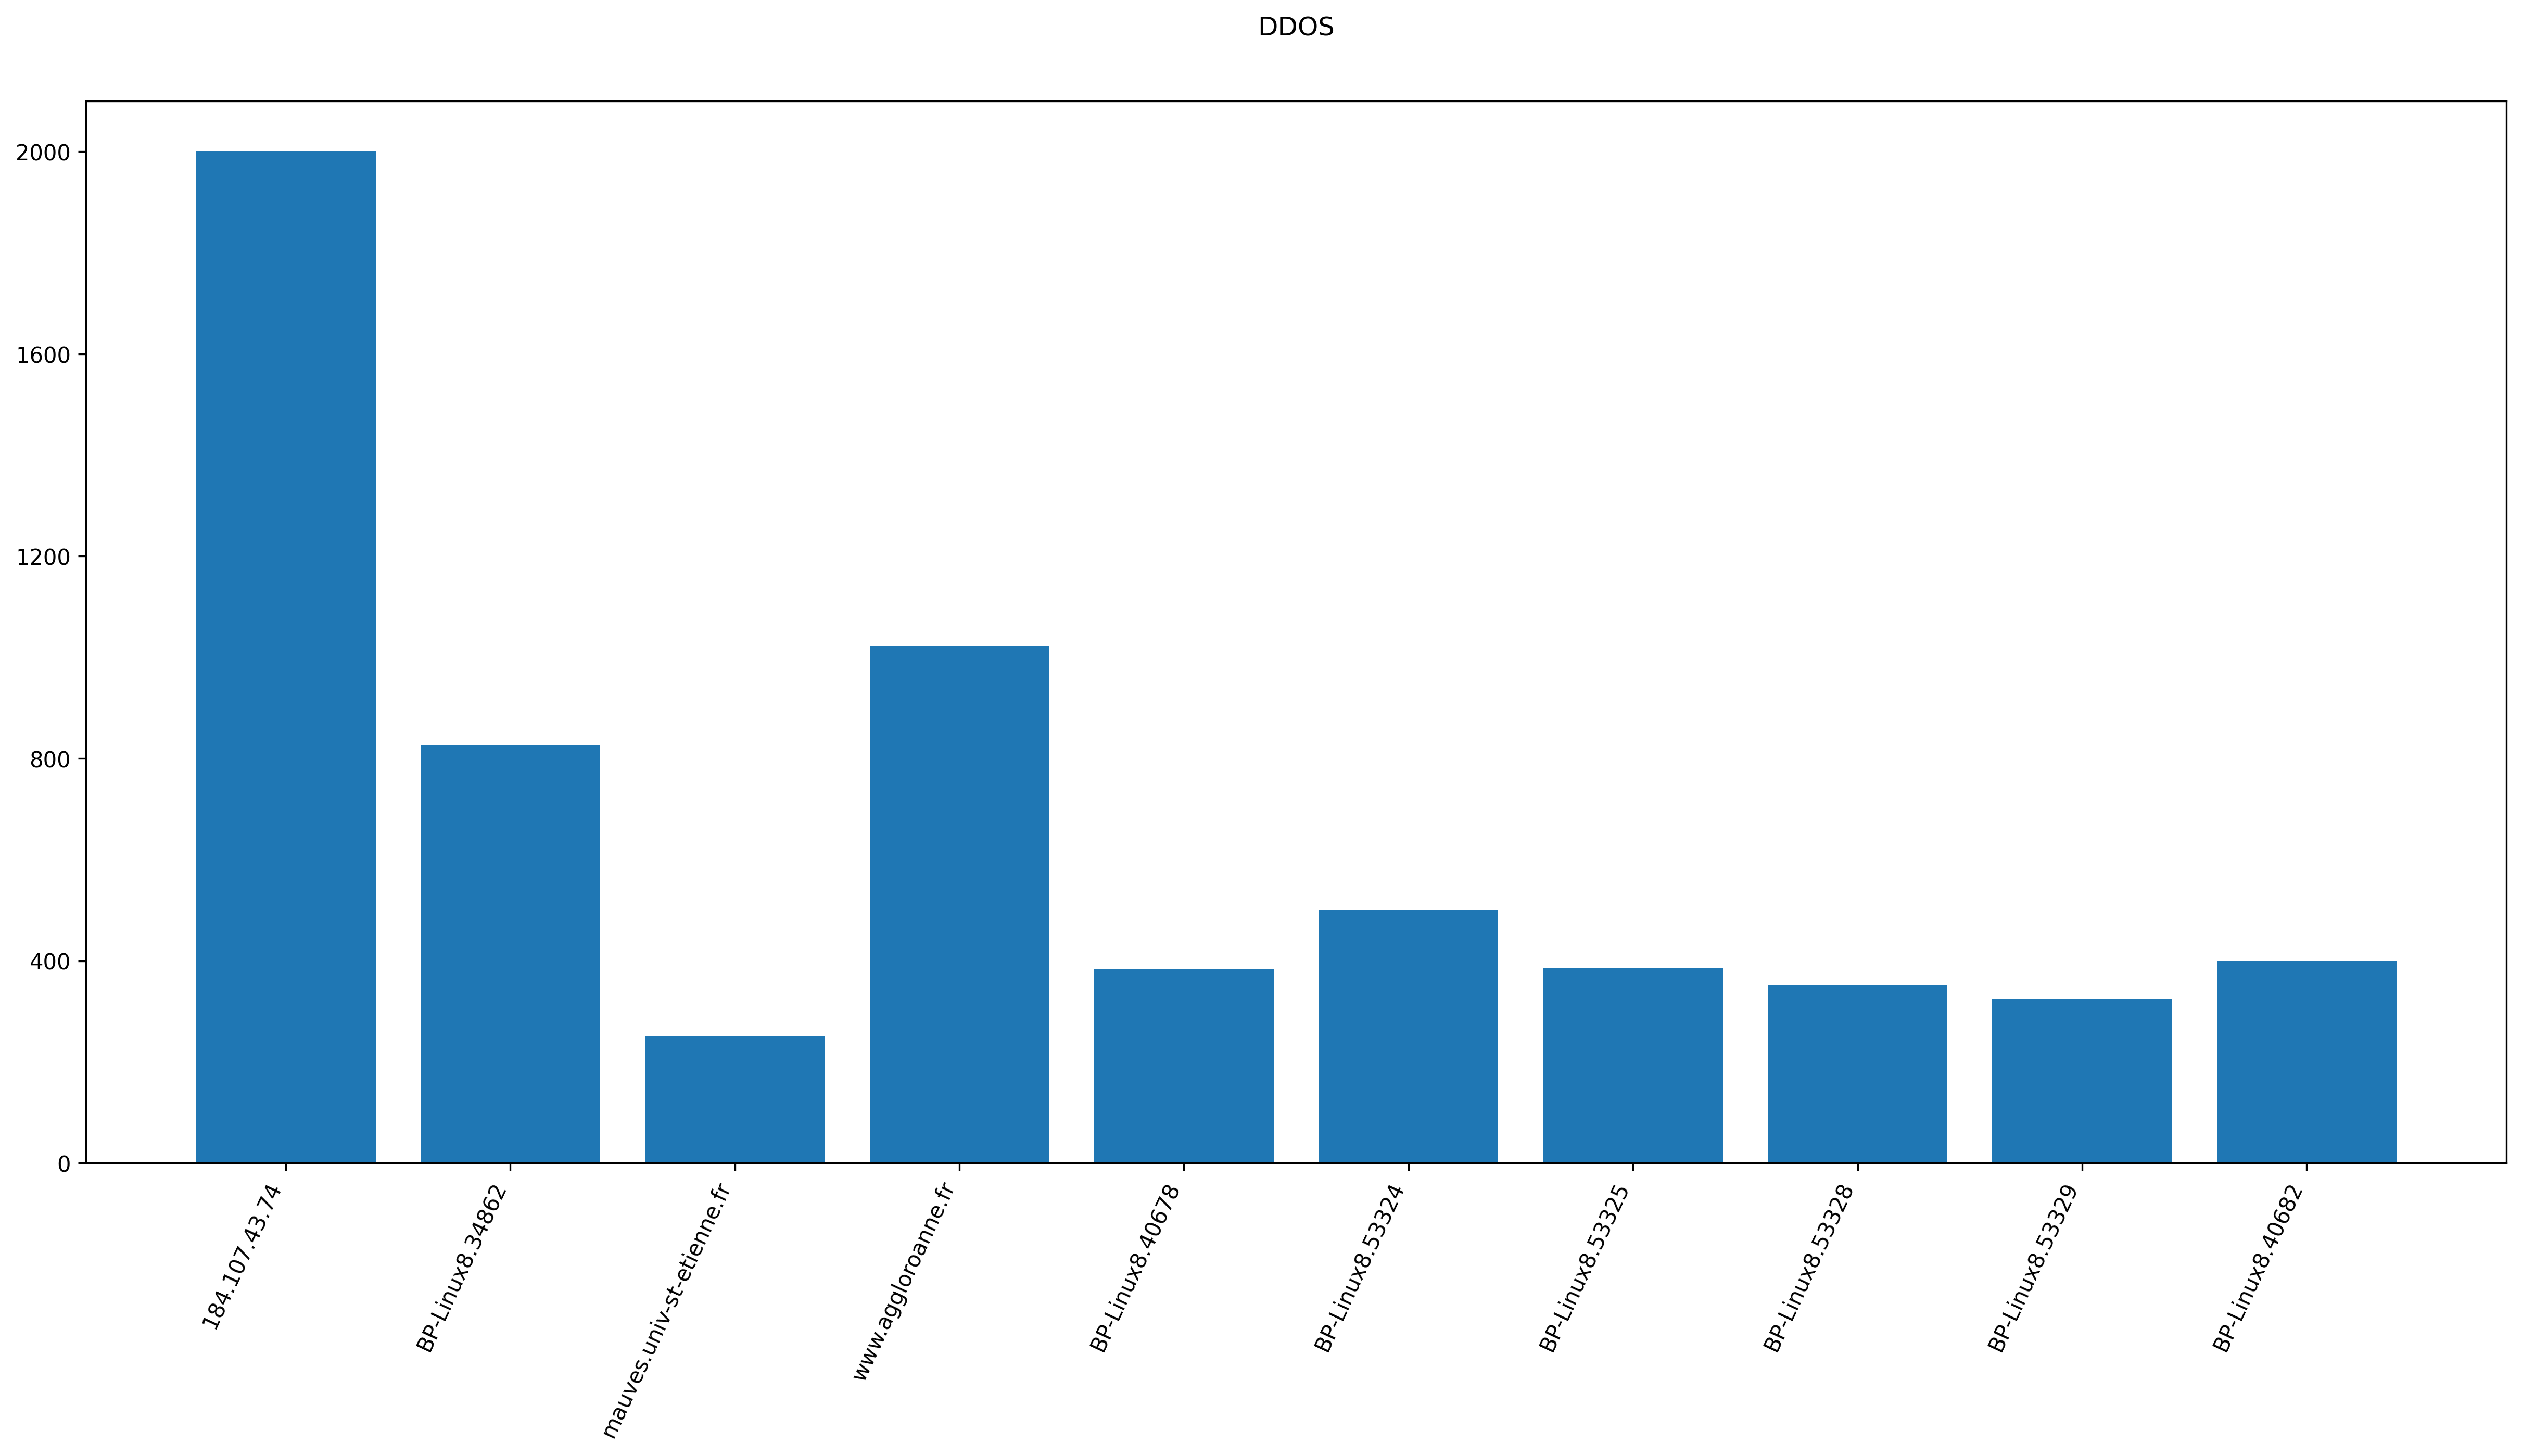 DDOS
2000
1600
1200
800
400
0
184.107.43.74
BP-Linux8.34862
mauves.univ-st-etienne.fr
www.aggloroanne.fr
BP-Linux8.40678
BP-Linux8.53324
BP-Linux8.53325
BP-Linux8.53328
BP-Linux8.53329
BP-Linux8.40682